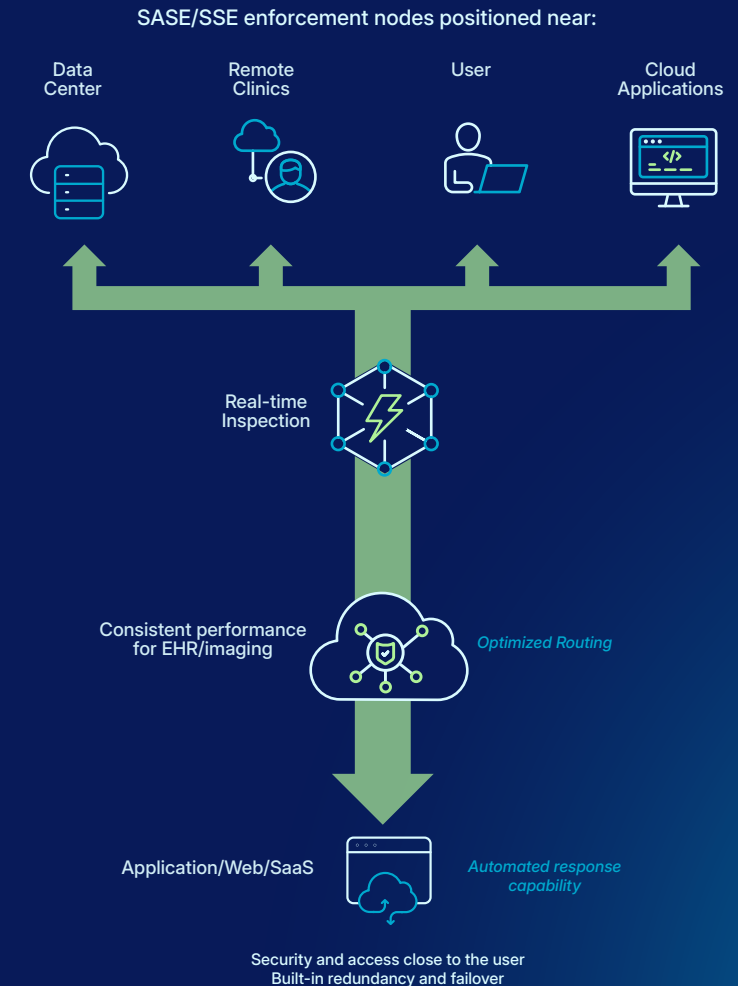 SASE/SSE enforcement nodes positioned near:
Data
Center
Remote
Clinics
User
Cloud
Applications
</>
Real-time
Inspection
Consistent performance
for EHR/imaging
Optimized Routing
Application/Web/SaaS
Automated response
capability
Security and access close to the user
Built-in redundancy and failover